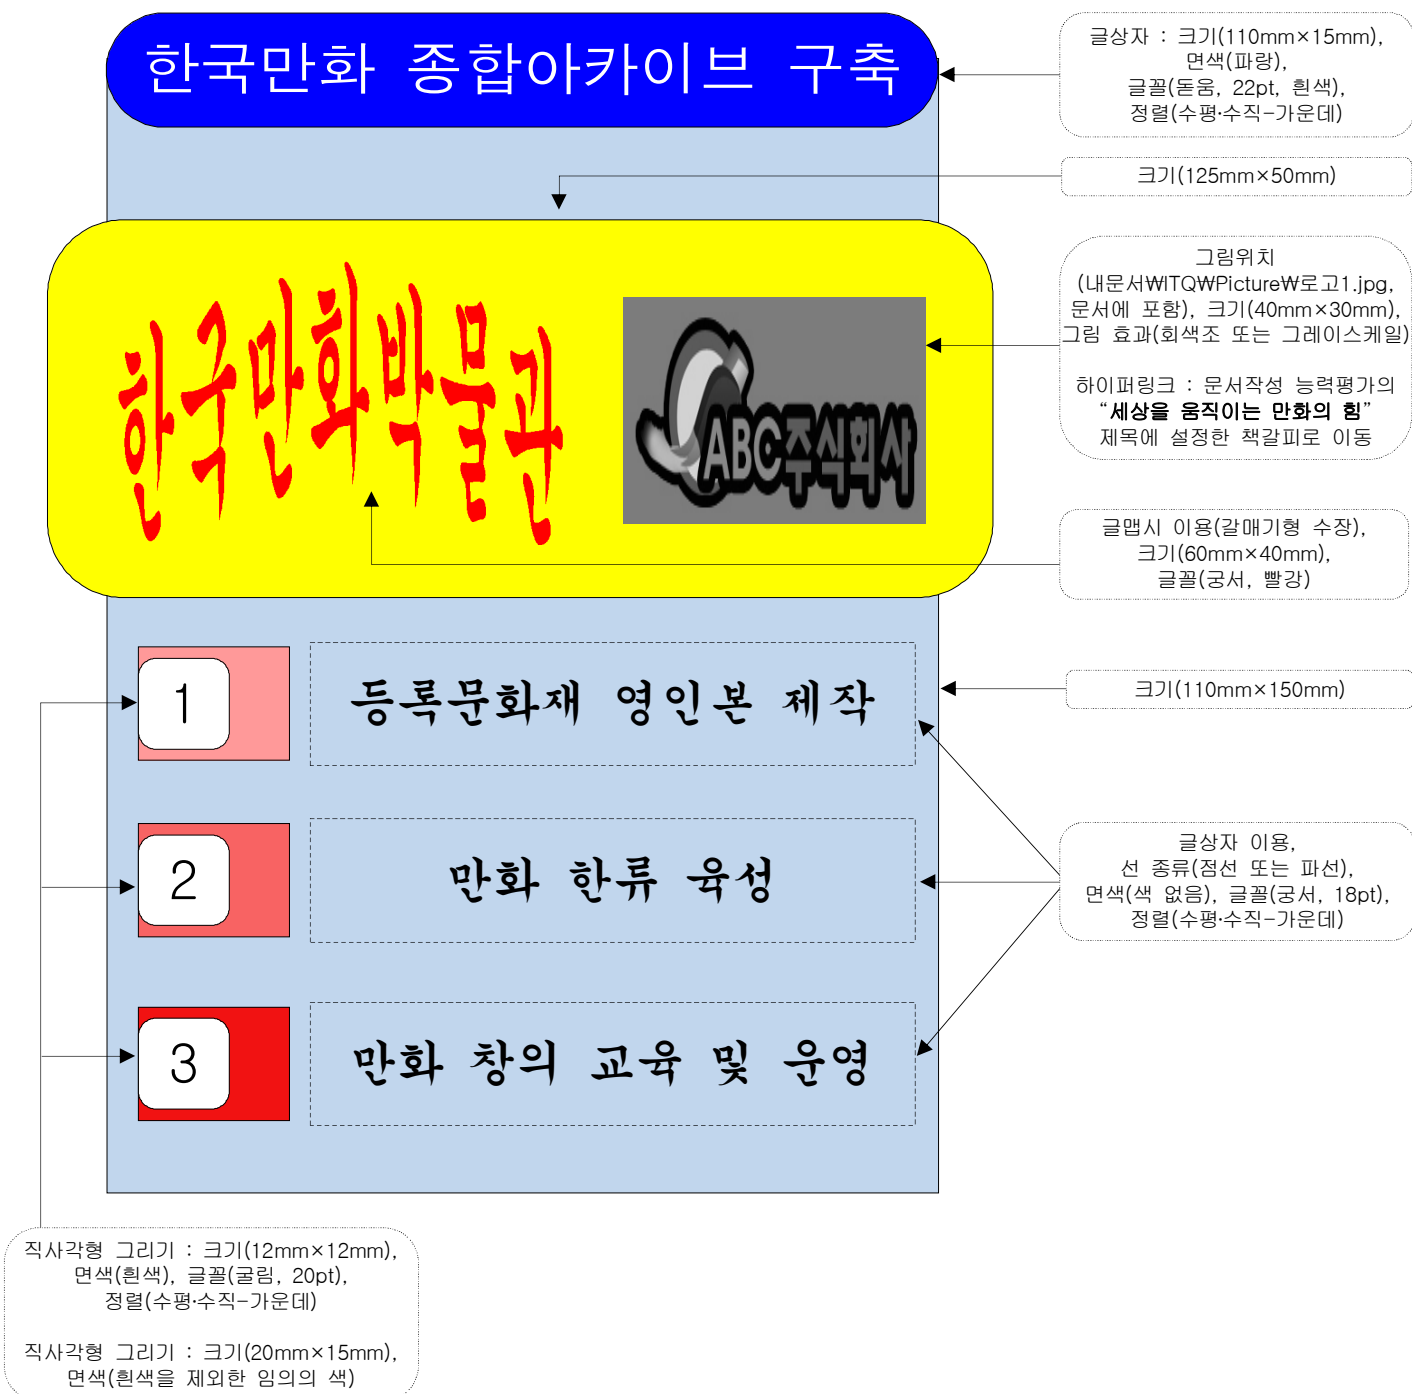 한국만화 종합아카이브 구축
글상자 : 크기(110mm×15mm),
면색(파랑),
글꼴(돋움, 22pt, 흰색),
정렬(수평·수직-가운데)
크기(125mm×50mm)
한국만화박물관
ABC주식회사
그림위치
(내문서₩ITQ₩Picture₩로고1.jpg,
문서에 포함), 크기(40mm×30mm),
그림 효과(회색조 또는 그레이스케일)
하이퍼링크 : 문서작성 능력평가의
“세상을 움직이는 만화의 힘”
제목에 설정한 책갈피로 이동
글맵시 이용(갈매기형 수장),
크기(60mm×40mm),
글꼴(궁서, 빨강)
1
등록문화재 영인본 제작
크기(110mm×150mm)
2
만화 한류 육성
글상자 이용,
선 종류(점선 또는 파선),
면색(색 없음), 글꼴(궁서, 18pt),
정렬(수평·수직-가운데)
3
만화 창의 교육 및 운영
직사각형 그리기 : 크기(12mm×12mm),
면색(흰색), 글꼴(굴림, 20pt),
정렬(수평·수직-가운데)
직사각형 그리기 : 크기(20mm×15mm),
면색(흰색을 제외한 임의의 색)